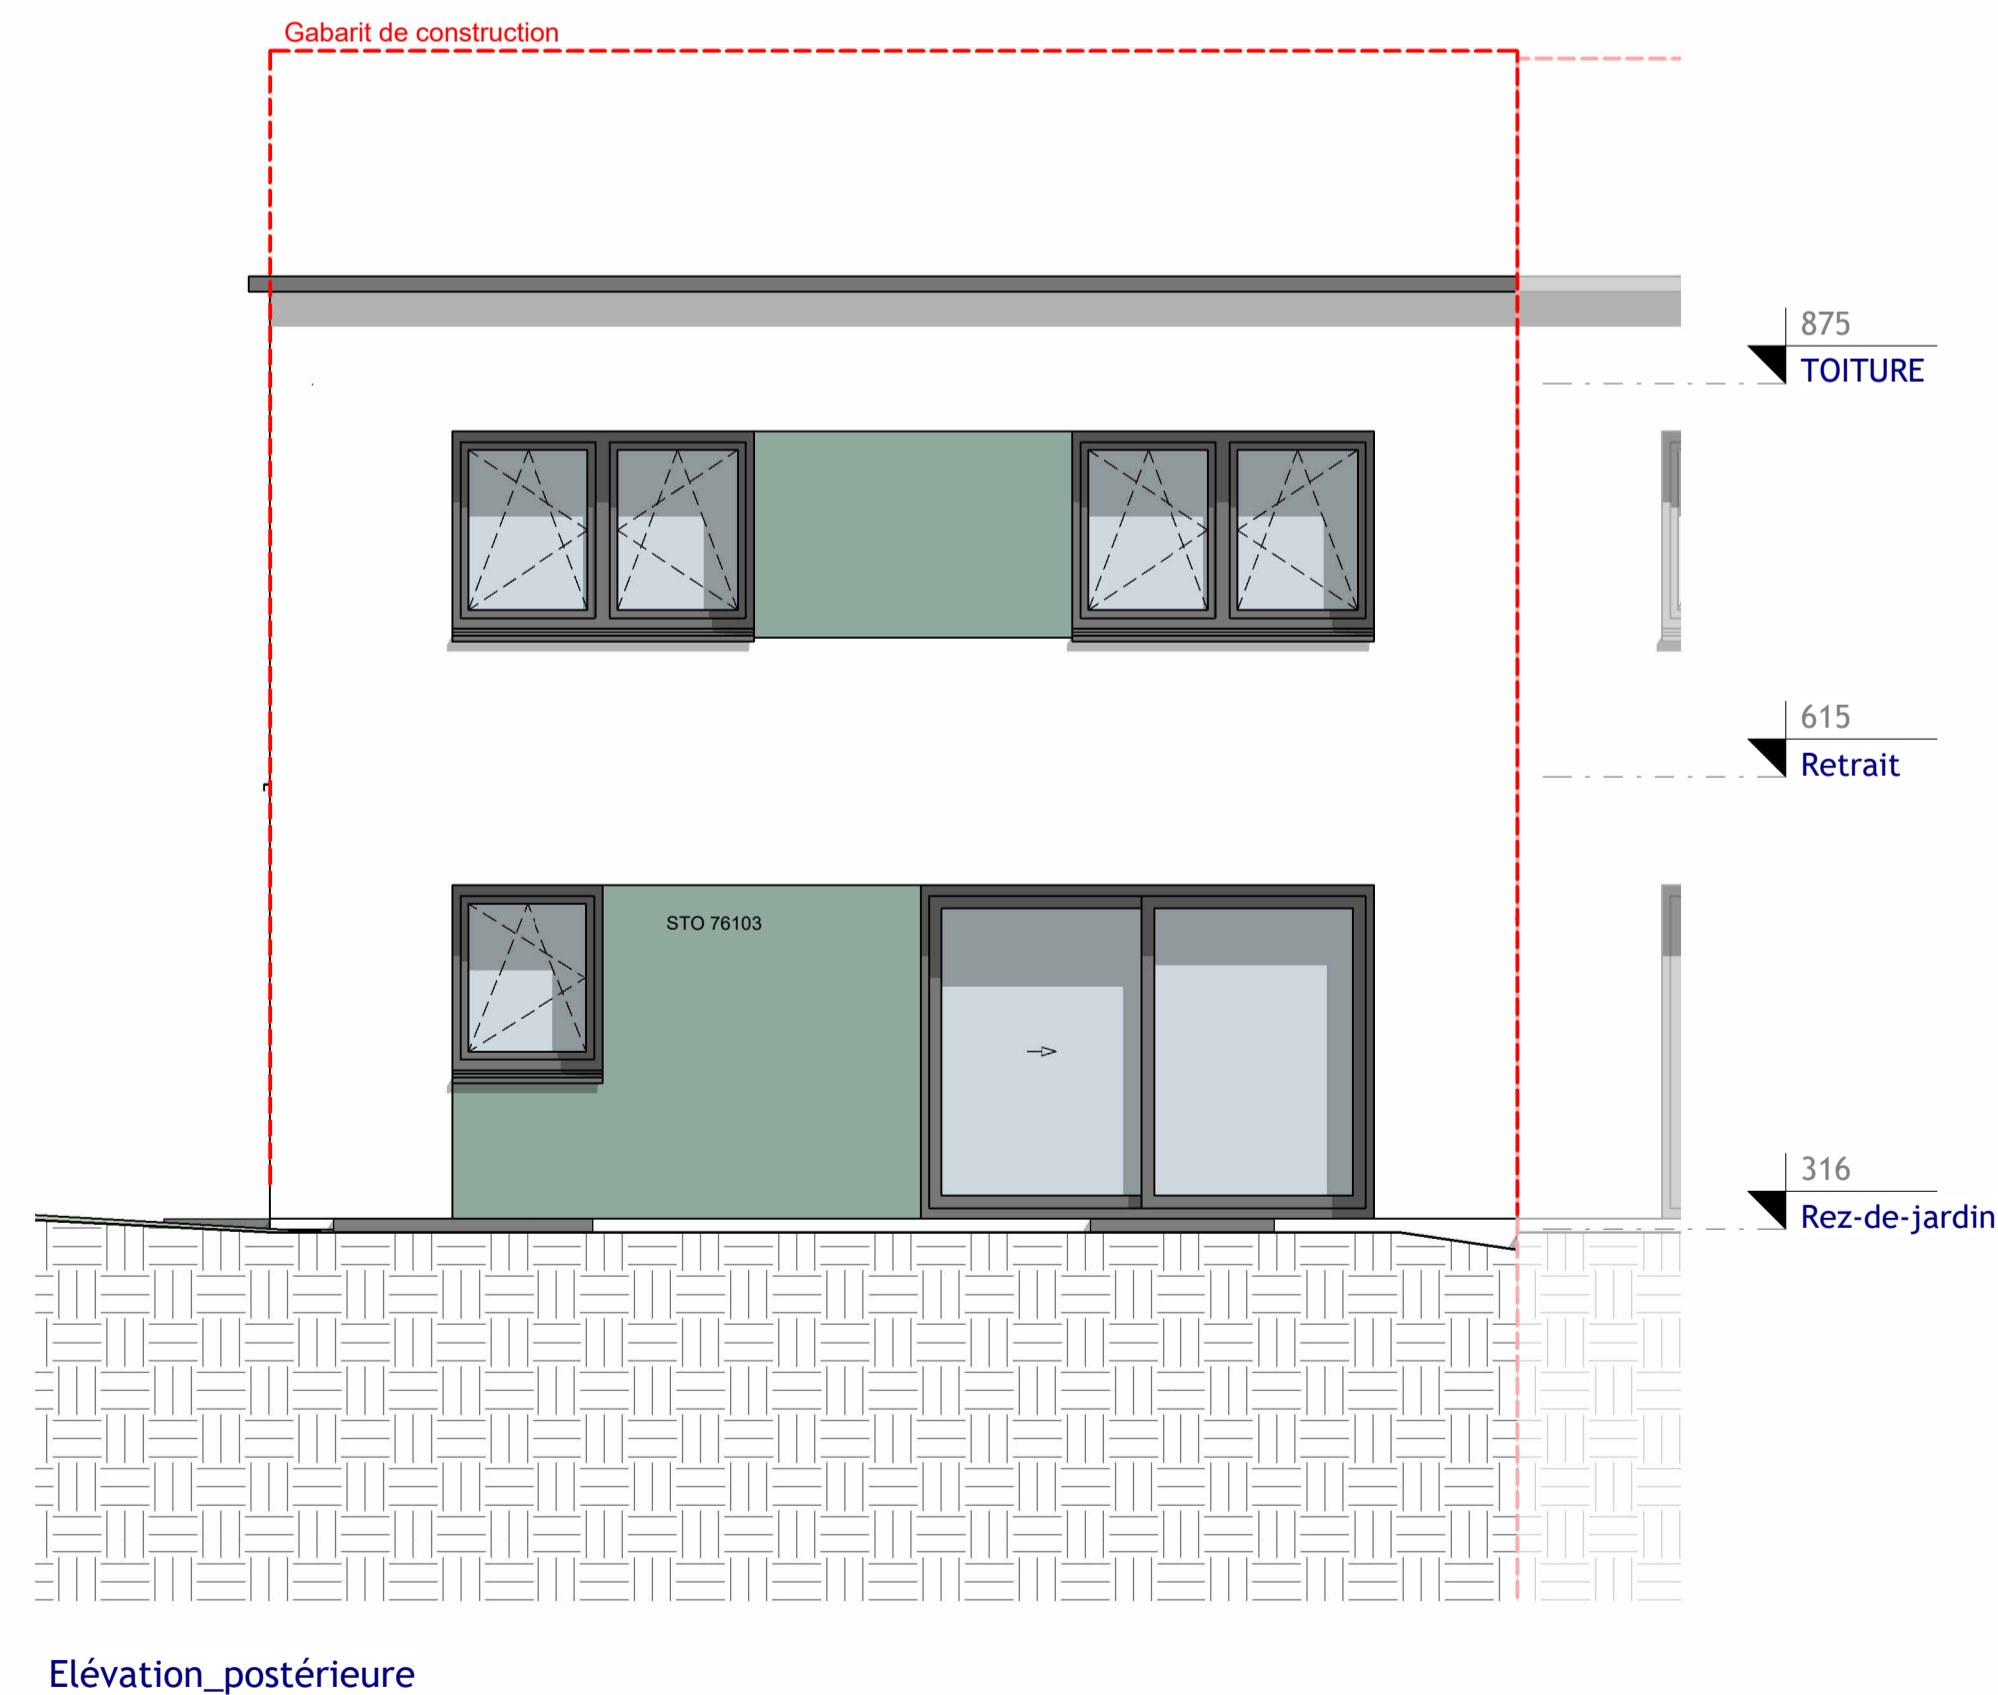 Gabarit de construction
875
TOITURE
615
Retrait
STO 76103
316
Rez-de-jardin
Elévation_postérieure